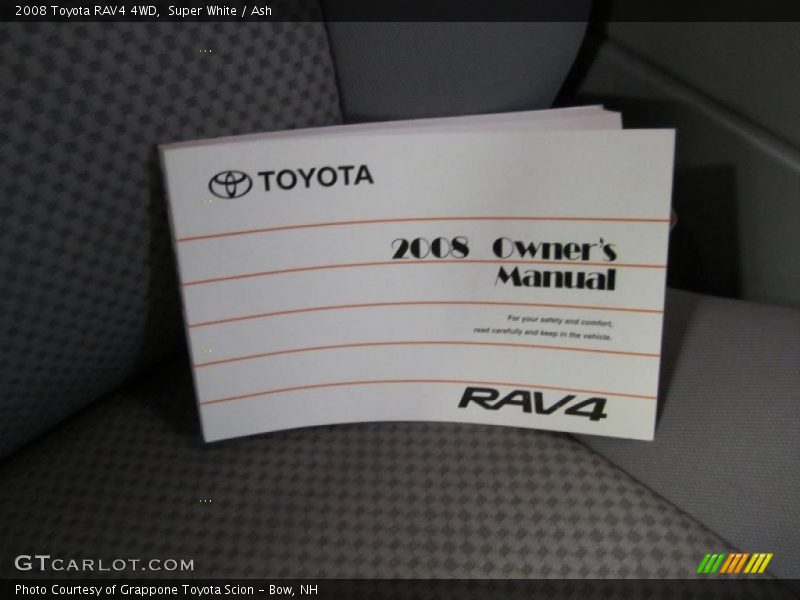 2008 Toyota RAV4 4WD,  Super White / Ash
TOYOTA
2008 Owner's
Manual
For your safety and comfort,
read carefully and keep in the vehicle.
RAV4
GTCARLOT.COM
Photo Courtesy of Grappone Toyota Scion – Bow, NH